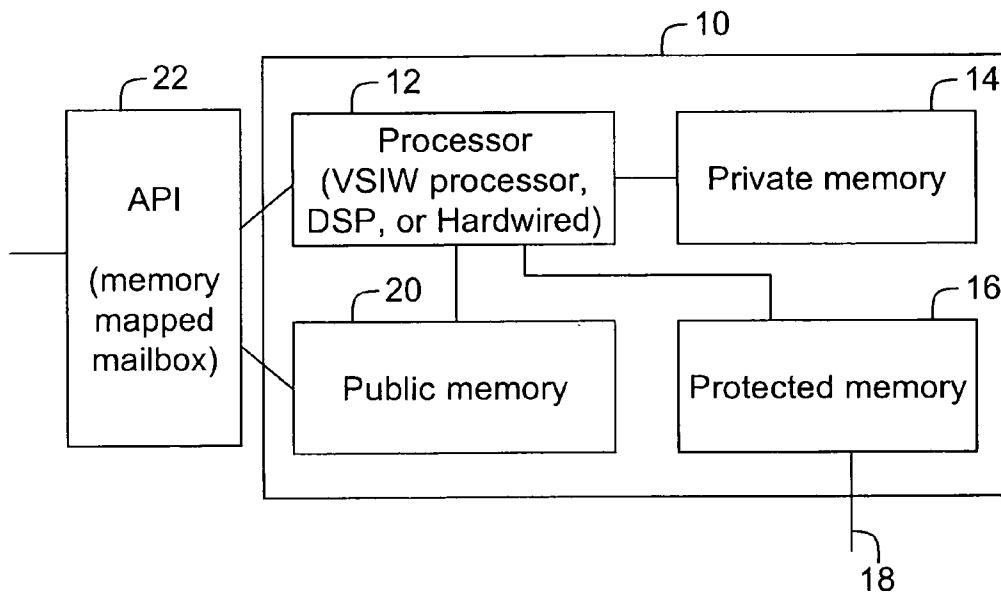 10
22
12
14
Processor
(VSIW processor,
DSP, or Hardwired)
Private memory
API
(memory
mapped
mailbox)
20
16
Public memory
Protected memory
18